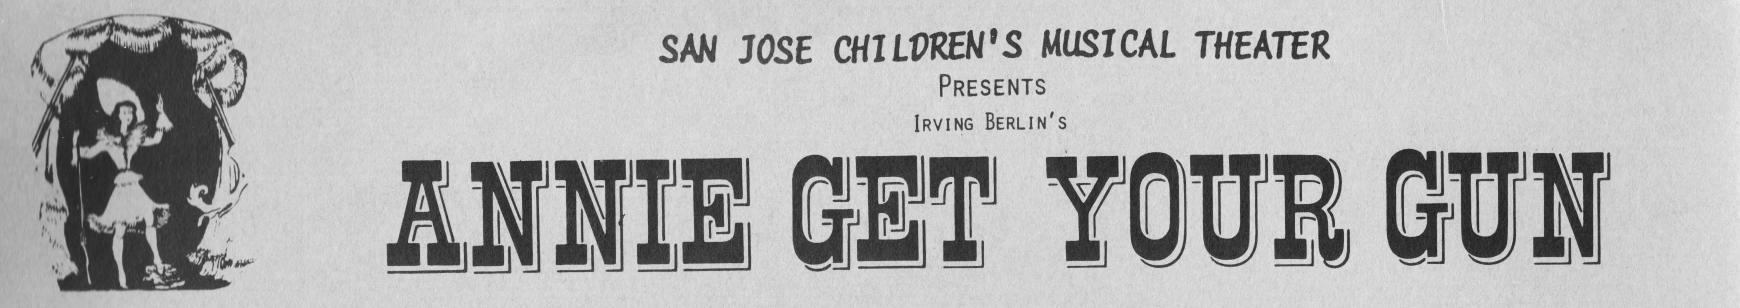 SAN JOSE CHILDREN'S MUSICAL THEATER
PRESENTS
IRVING BERLIN'S
ANNIE GET YOUR GUN